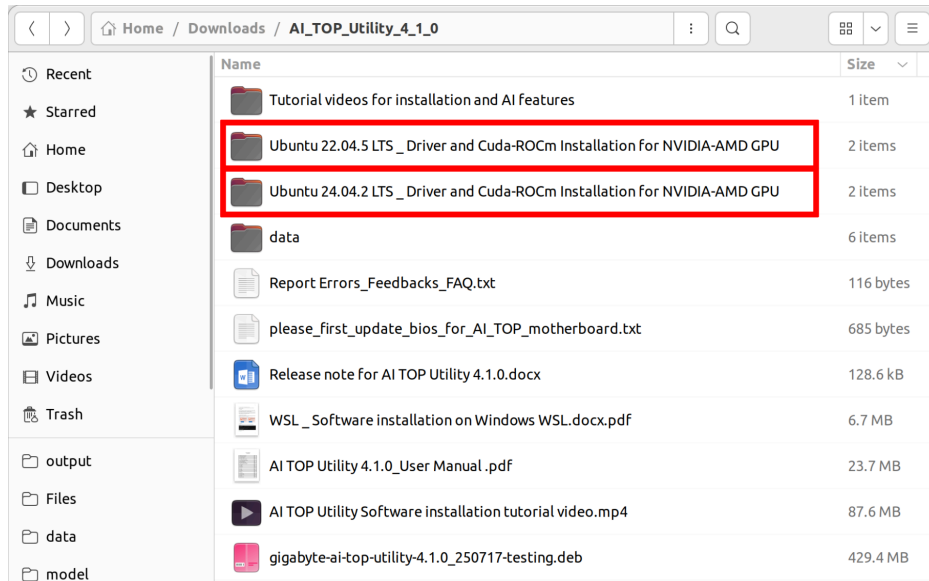 Home / Downloads / AI_TOP_Utility_4_1_0
Recent
Starred
Home
Desktop
Documents
Downloads
Music
Pictures
Videos
Trash
output
Files
data
model
Name Size
Tutorial videos for installation and AI features 1 item
Ubuntu 22.04.5 LTS _ Driver and Cuda-ROCm Installation for NVIDIA-AMD GPU 2 items
Ubuntu 24.04.2 LTS _ Driver and Cuda-ROCm Installation for NVIDIA-AMD GPU 2 items
data 6 items
Report Errors_Feedbacks_FAQ.txt 116 bytes
please_first_update_bios_for_AI_TOP_motherboard.txt 685 bytes
Release note for AI TOP Utility 4.1.0.docx 128.6 kB
WSL _ Software installation on Windows WSL.docx.pdf 6.7 MB
AI TOP Utility 4.1.0_User Manual .pdf 23.7 MB
AI TOP Utility Software installation tutorial video.mp4 87.6 MB
gigabyte-ai-top-utility-4.1.0_250717-testing.deb 429.4 MB